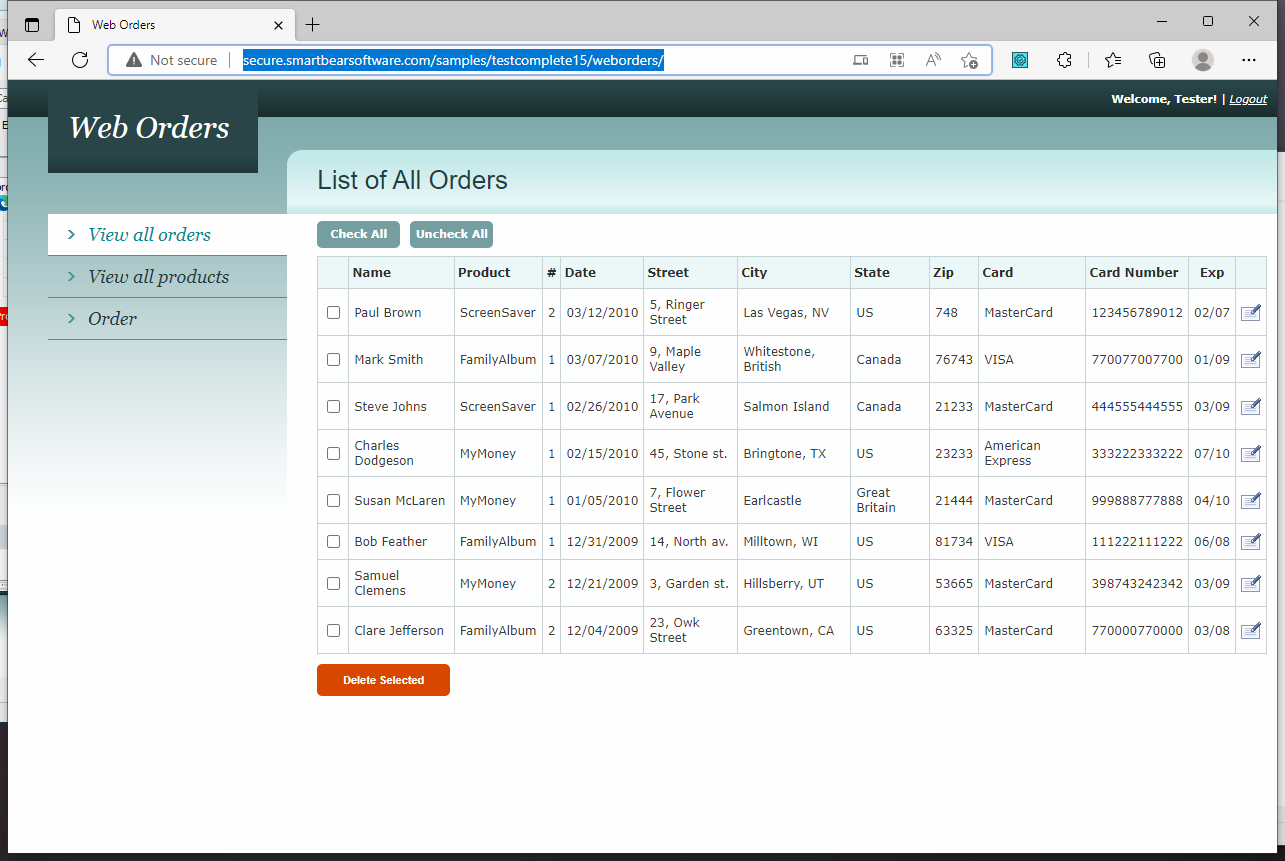 Web Orders
Not secure
secure.smartbearsoftware.com/samples/testcomplete15/weborders/
Welcome, Tester! | Logout
Web Orders
List of All Orders
View all orders
View all products
Order
Check All Uncheck All
Name Product # Date Street City State Zip Card Card Number Exp
Paul Brown ScreenSaver 2 03/12/2010 5, Ringer Street Las Vegas, NV US 748 MasterCard 123456789012 02/07
Mark Smith FamilyAlbum 1 03/07/2010 9, Maple Valley Whitestone, British Canada 76743 VISA 770077007700 01/09
Steve Johns ScreenSaver 1 02/26/2010 17, Park Avenue Salmon Island Canada 21233 MasterCard 444555444555 03/09
Charles Dodgeson MyMoney 1 02/15/2010 45, Stone st. Bringtone, TX US 23233 American Express 333222333222 07/10
Susan McLaren MyMoney 1 01/05/2010 7, Flower Street Earlcastle Great Britain 21444 MasterCard 999888777888 04/10
Bob Feather FamilyAlbum 1 12/31/2009 14, North av. Milltown, WI US 81734 VISA 111222111222 06/08
Samuel Clemens MyMoney 2 12/21/2009 3, Garden st. Hillsberry, UT US 53665 MasterCard 398743242342 03/09
Clare Jefferson FamilyAlbum 2 12/04/2009 23, Owk Street Greentown, CA US 63325 MasterCard 770000770000 03/08
Delete Selected